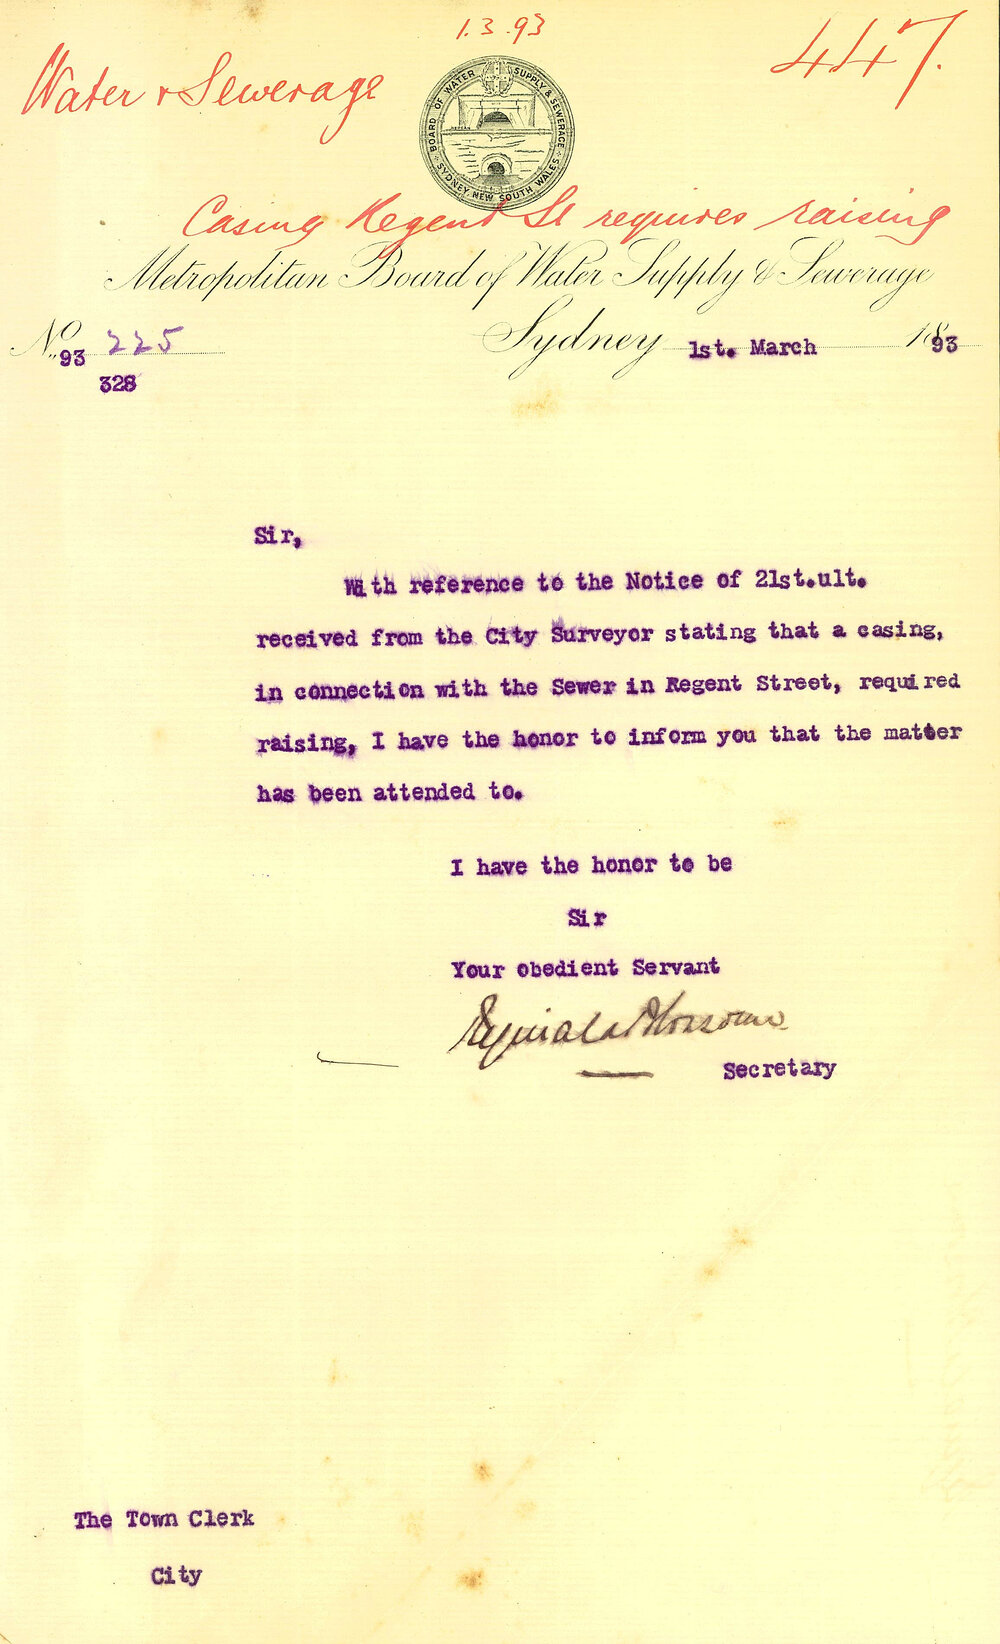 1.3.93
447.
Water & Sewerage
BOARD OF WATER SUPPLY & SEWERAGE
SYDNEY, NEW SOUTH WALES
Casing Regent St requires raising
Metropolitan Board of Water Supply & Sewerage
No. 93 225
328
Sydney 1st. March 1893
Sir,
With reference to the Notice of 21st.ult.
received from the City Surveyor stating that a casing,
in connection with the Sewer in Regent Street, required
raising, I have the honor to inform you that the matter
has been attended to.
I have the honor to be
Sir
Your obedient Servant
Secretary
The Town Clerk
City